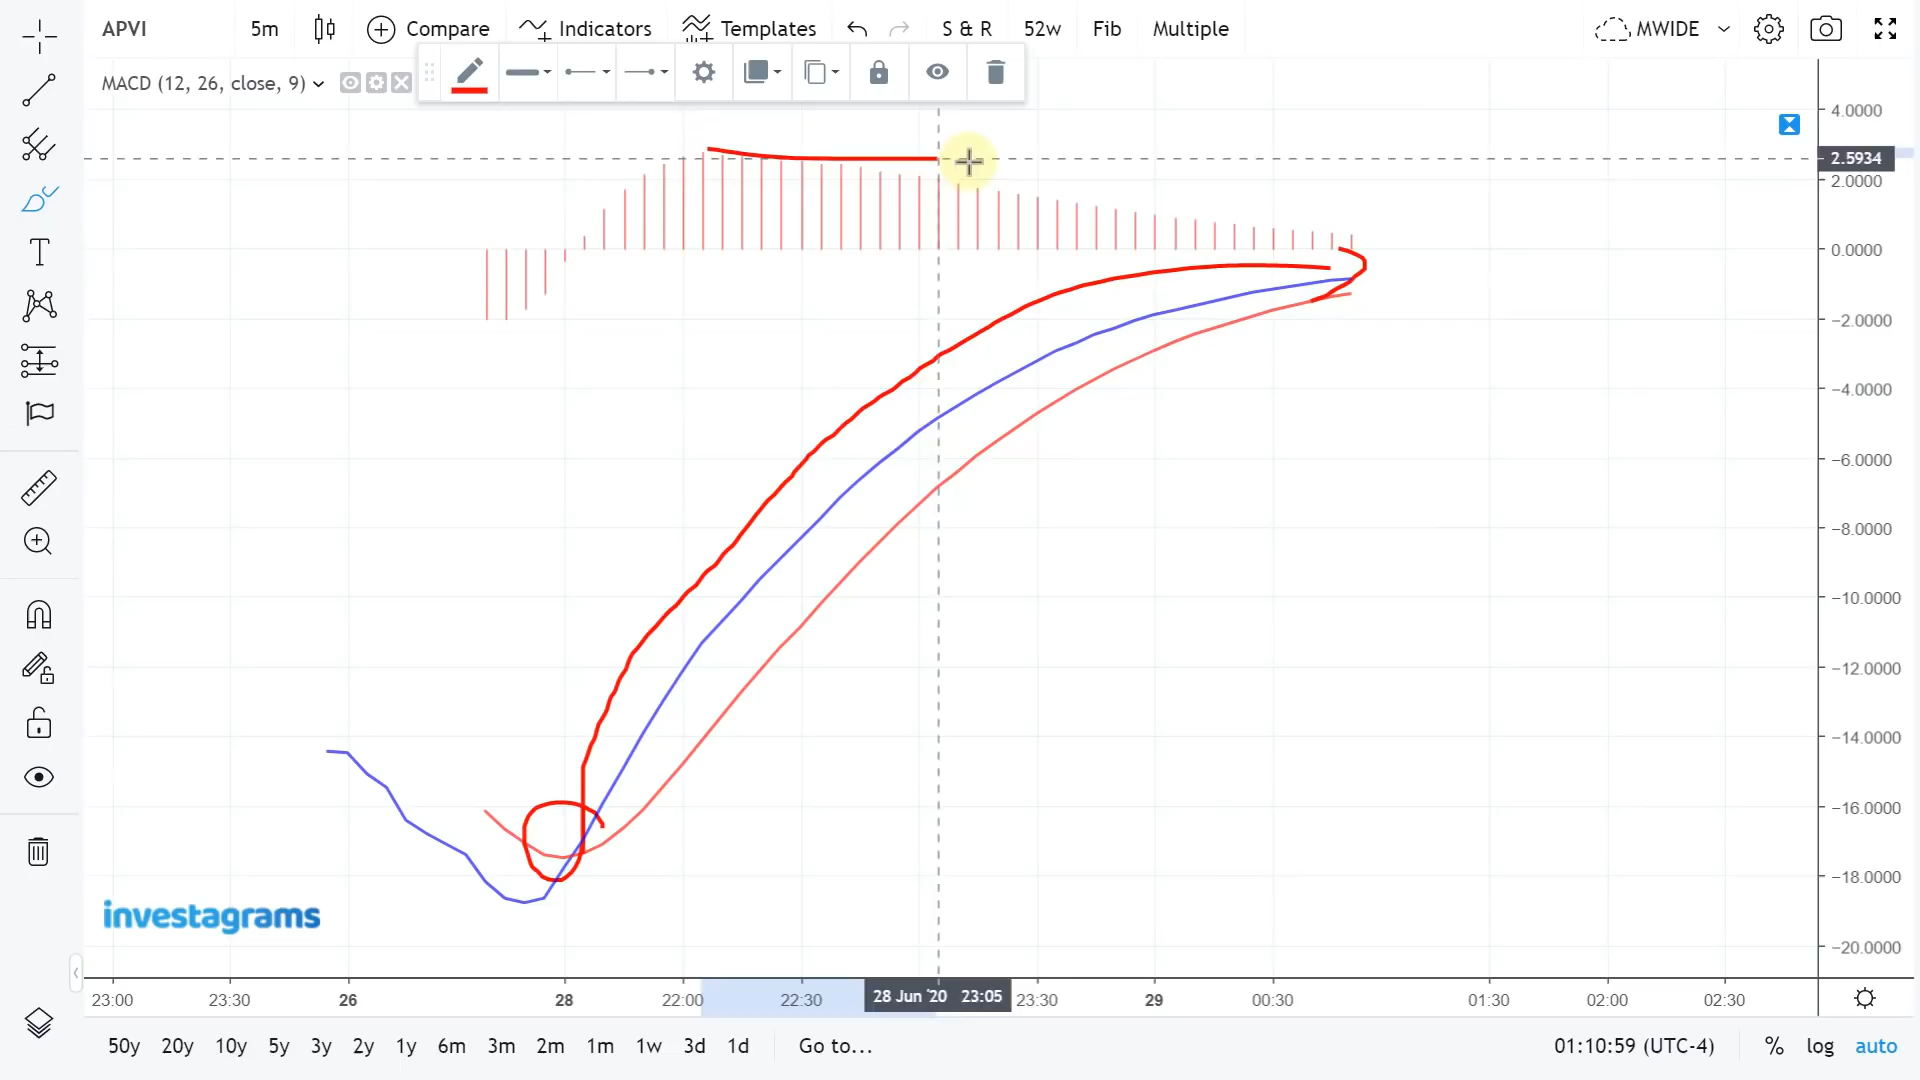 APVI 5m Compare Indicators Templates S & R 52w Fib Multiple MWIDE
MACD (12, 26, close, 9)
4.0000
2.5934
2.0000
0.0000
−2.0000
−4.0000
−6.0000
−8.0000
−10.0000
−12.0000
−14.0000
−16.0000
−18.0000
−20.0000
investagrams
23:00 23:30 26 28 22:00 22:30 28 Jun '20 23:05 23:30 29 00:30 01:30 02:00 02:30
50y 20y 10y 5y 3y 2y 1y 6m 3m 2m 1m 1w 3d 1d Go to... 01:10:59 (UTC-4) % log auto